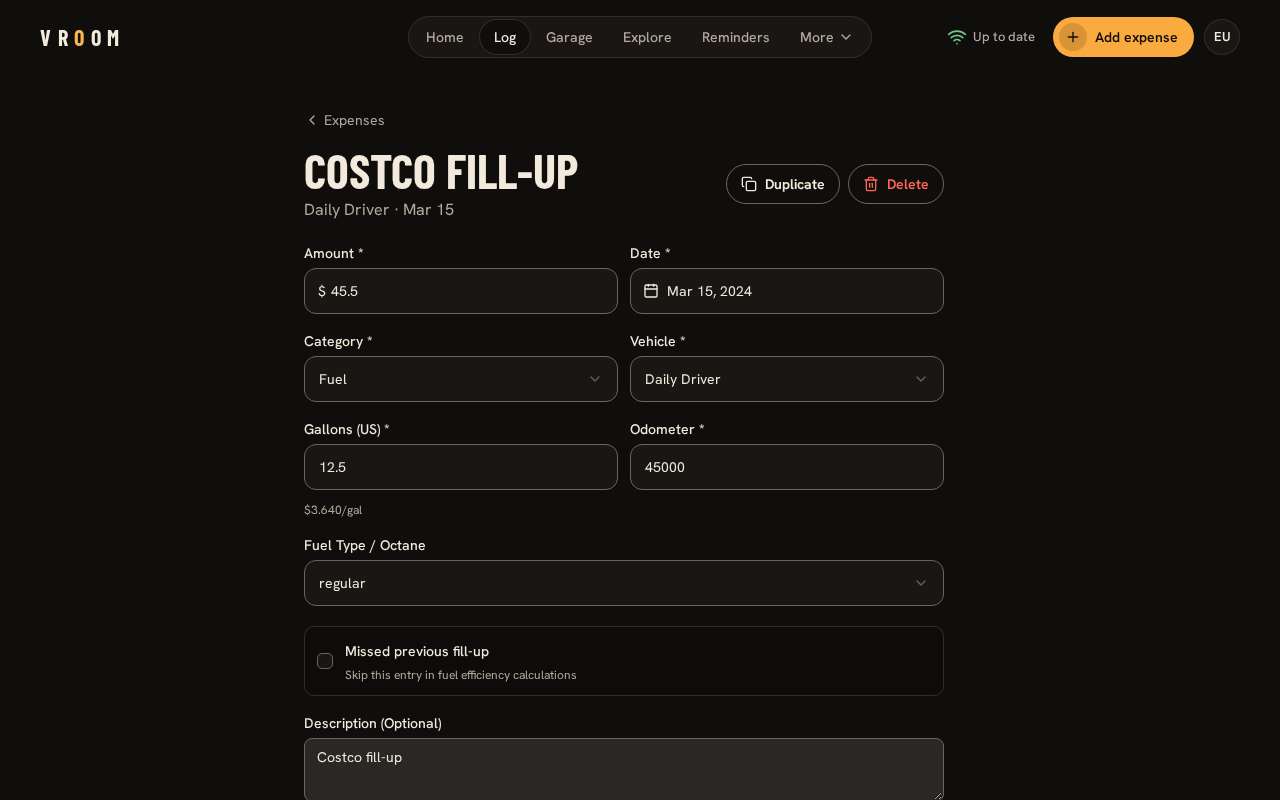 VROOM
Home Log Garage Explore Reminders More
Up to date
Add expense
EU
Expenses
COSTCO FILL-UP
Daily Driver · Mar 15
Duplicate
Delete
Amount * Date *
$ 45.5 Mar 15, 2024
Category * Vehicle *
Fuel Daily Driver
Gallons (US) * Odometer *
12.5 45000
$3.640/gal
Fuel Type / Octane
regular
Missed previous fill-up
Skip this entry in fuel efficiency calculations
Description (Optional)
Costco fill-up